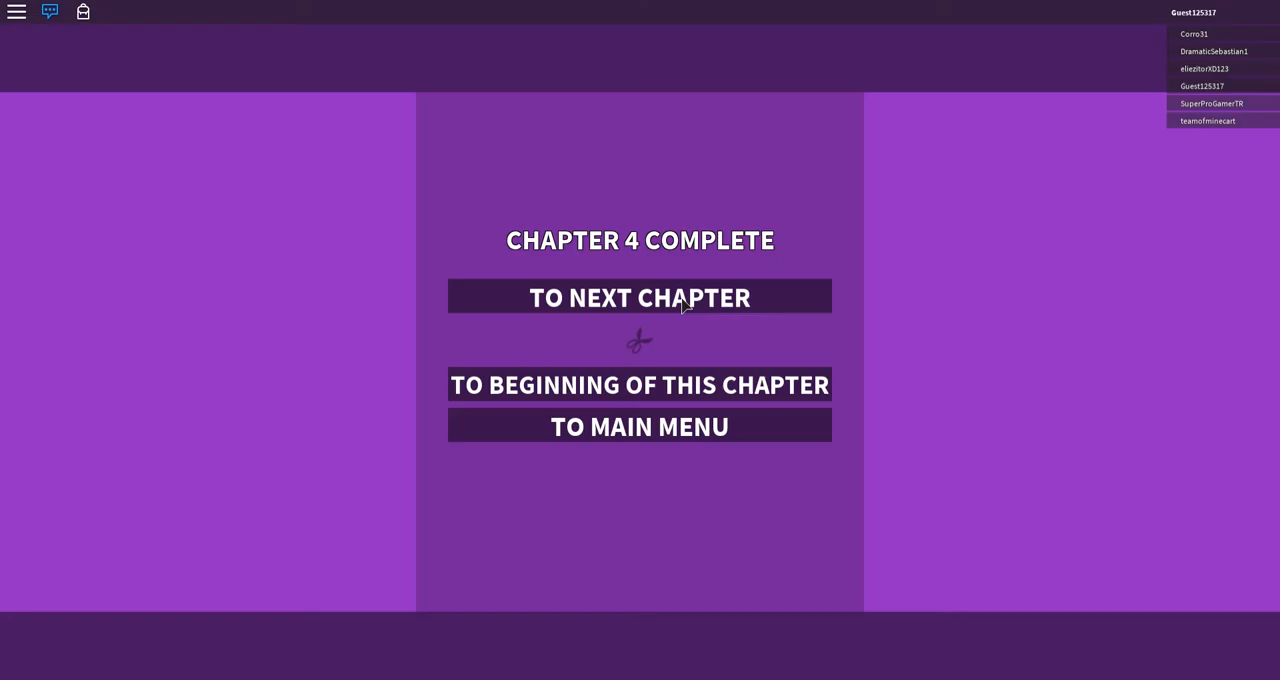 Guest125317
Corro31
DramaticSebastian1
eliezitorXD123
Guest125317
SuperProGamerTR
teamofminecart
CHAPTER 4 COMPLETE
TO NEXT CHAPTER
TO BEGINNING OF THIS CHAPTER
TO MAIN MENU